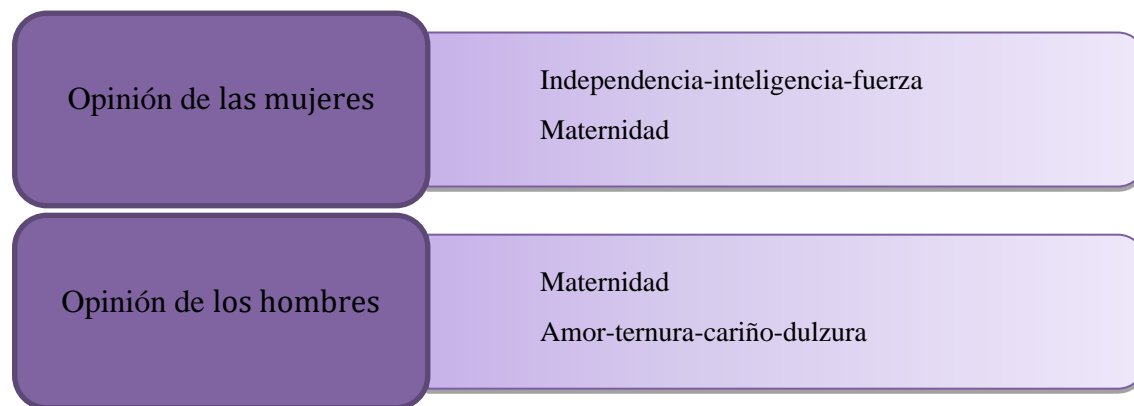 Opinión de las mujeres
Independencia-inteligencia-fuerza
Maternidad
Opinión de los hombres
Maternidad
Amor-ternura-cariño-dulzura